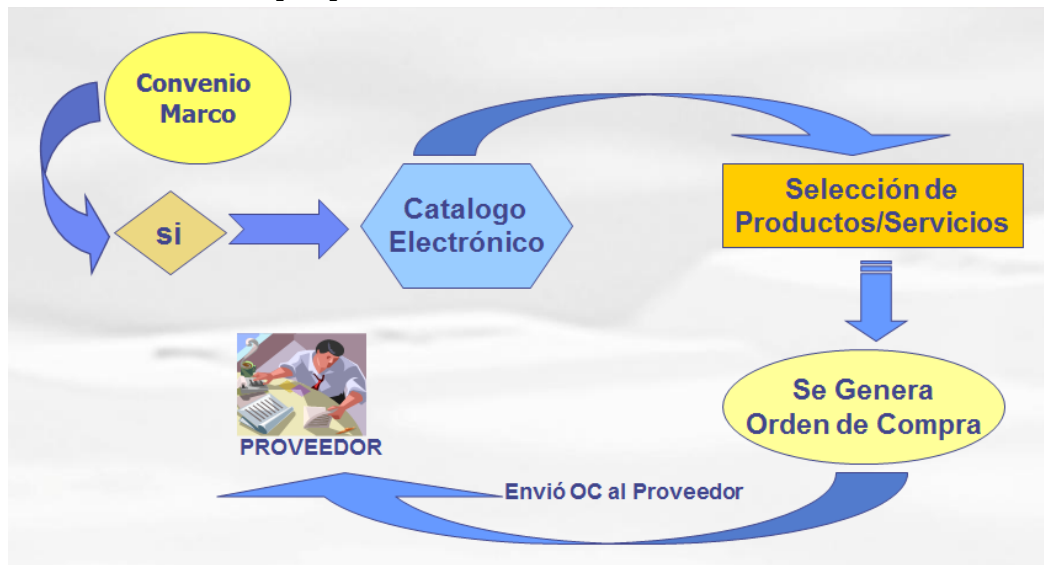 Convenio
Marco
si
Catalogo
Electrónico
Selección de
Productos/Servicios
Se Genera
Orden de Compra
Envió OC al Proveedor
PROVEEDOR